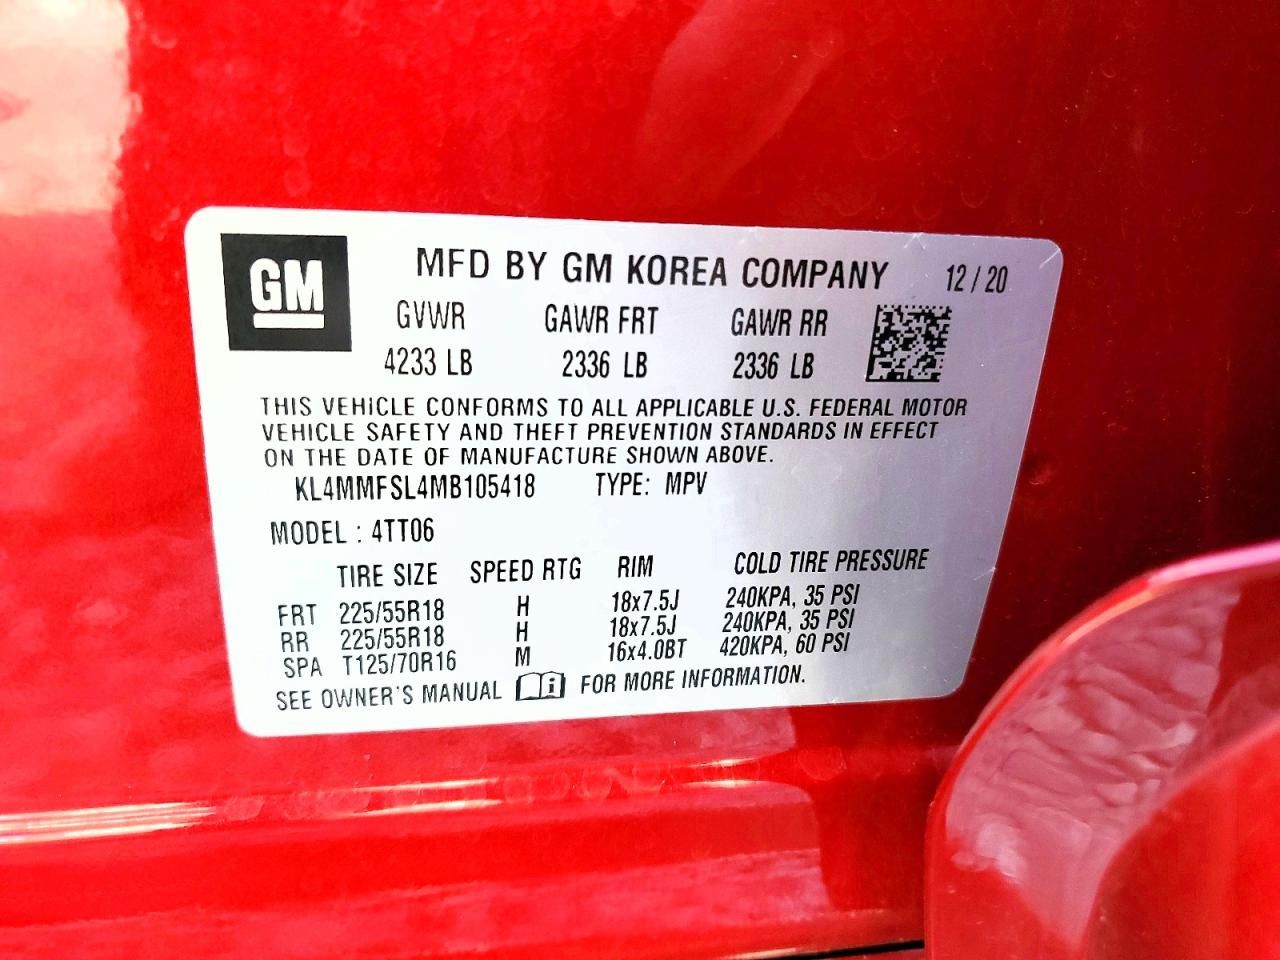 GM
MFD BY GM KOREA COMPANY 12 / 20
GVWR GAWR FRT GAWR RR
4233 LB 2336 LB 2336 LB
THIS VEHICLE CONFORMS TO ALL APPLICABLE U.S. FEDERAL MOTOR
VEHICLE SAFETY AND THEFT PREVENTION STANDARDS IN EFFECT
ON THE DATE OF MANUFACTURE SHOWN ABOVE.
KL4MMFSL4MB105418 TYPE: MPV
MODEL : 4TT06
TIRE SIZE SPEED RTG RIM COLD TIRE PRESSURE
FRT 225/55R18 H 18x7.5J 240KPA, 35 PSI
RR 225/55R18 H 18x7.5J 240KPA, 35 PSI
SPA T125/70R16 M 16x4.0BT 420KPA, 60 PSI
SEE OWNER'S MANUAL i FOR MORE INFORMATION.